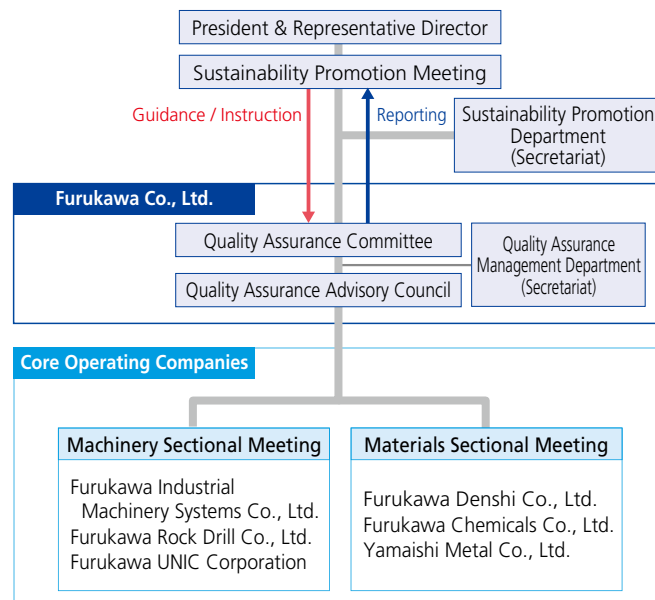 President & Representative Director
Sustainability Promotion Meeting
Guidance / Instruction
Reporting
Sustainability Promotion
Department
(Secretariat)
Furukawa Co., Ltd.
Quality Assurance Committee
Quality Assurance
Management Department
(Secretariat)
Quality Assurance Advisory Council
Core Operating Companies
Machinery Sectional Meeting
Furukawa Industrial
Machinery Systems Co., Ltd.
Furukawa Rock Drill Co., Ltd.
Furukawa UNIC Corporation
Materials Sectional Meeting
Furukawa Denshi Co., Ltd.
Furukawa Chemicals Co., Ltd.
Yamaishi Metal Co., Ltd.